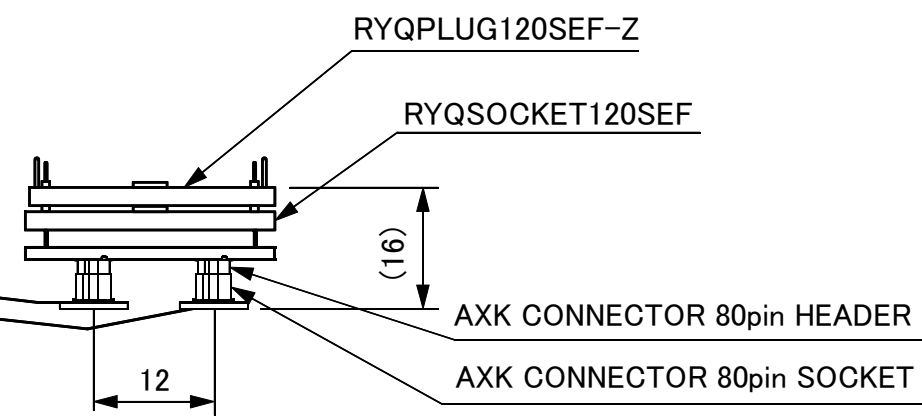 RYQPLUG120SEF-Z
RYQSOCKET120SEF
(16)
AXK CONNECTOR 80pin HEADER
12
AXK CONNECTOR 80pin SOCKET